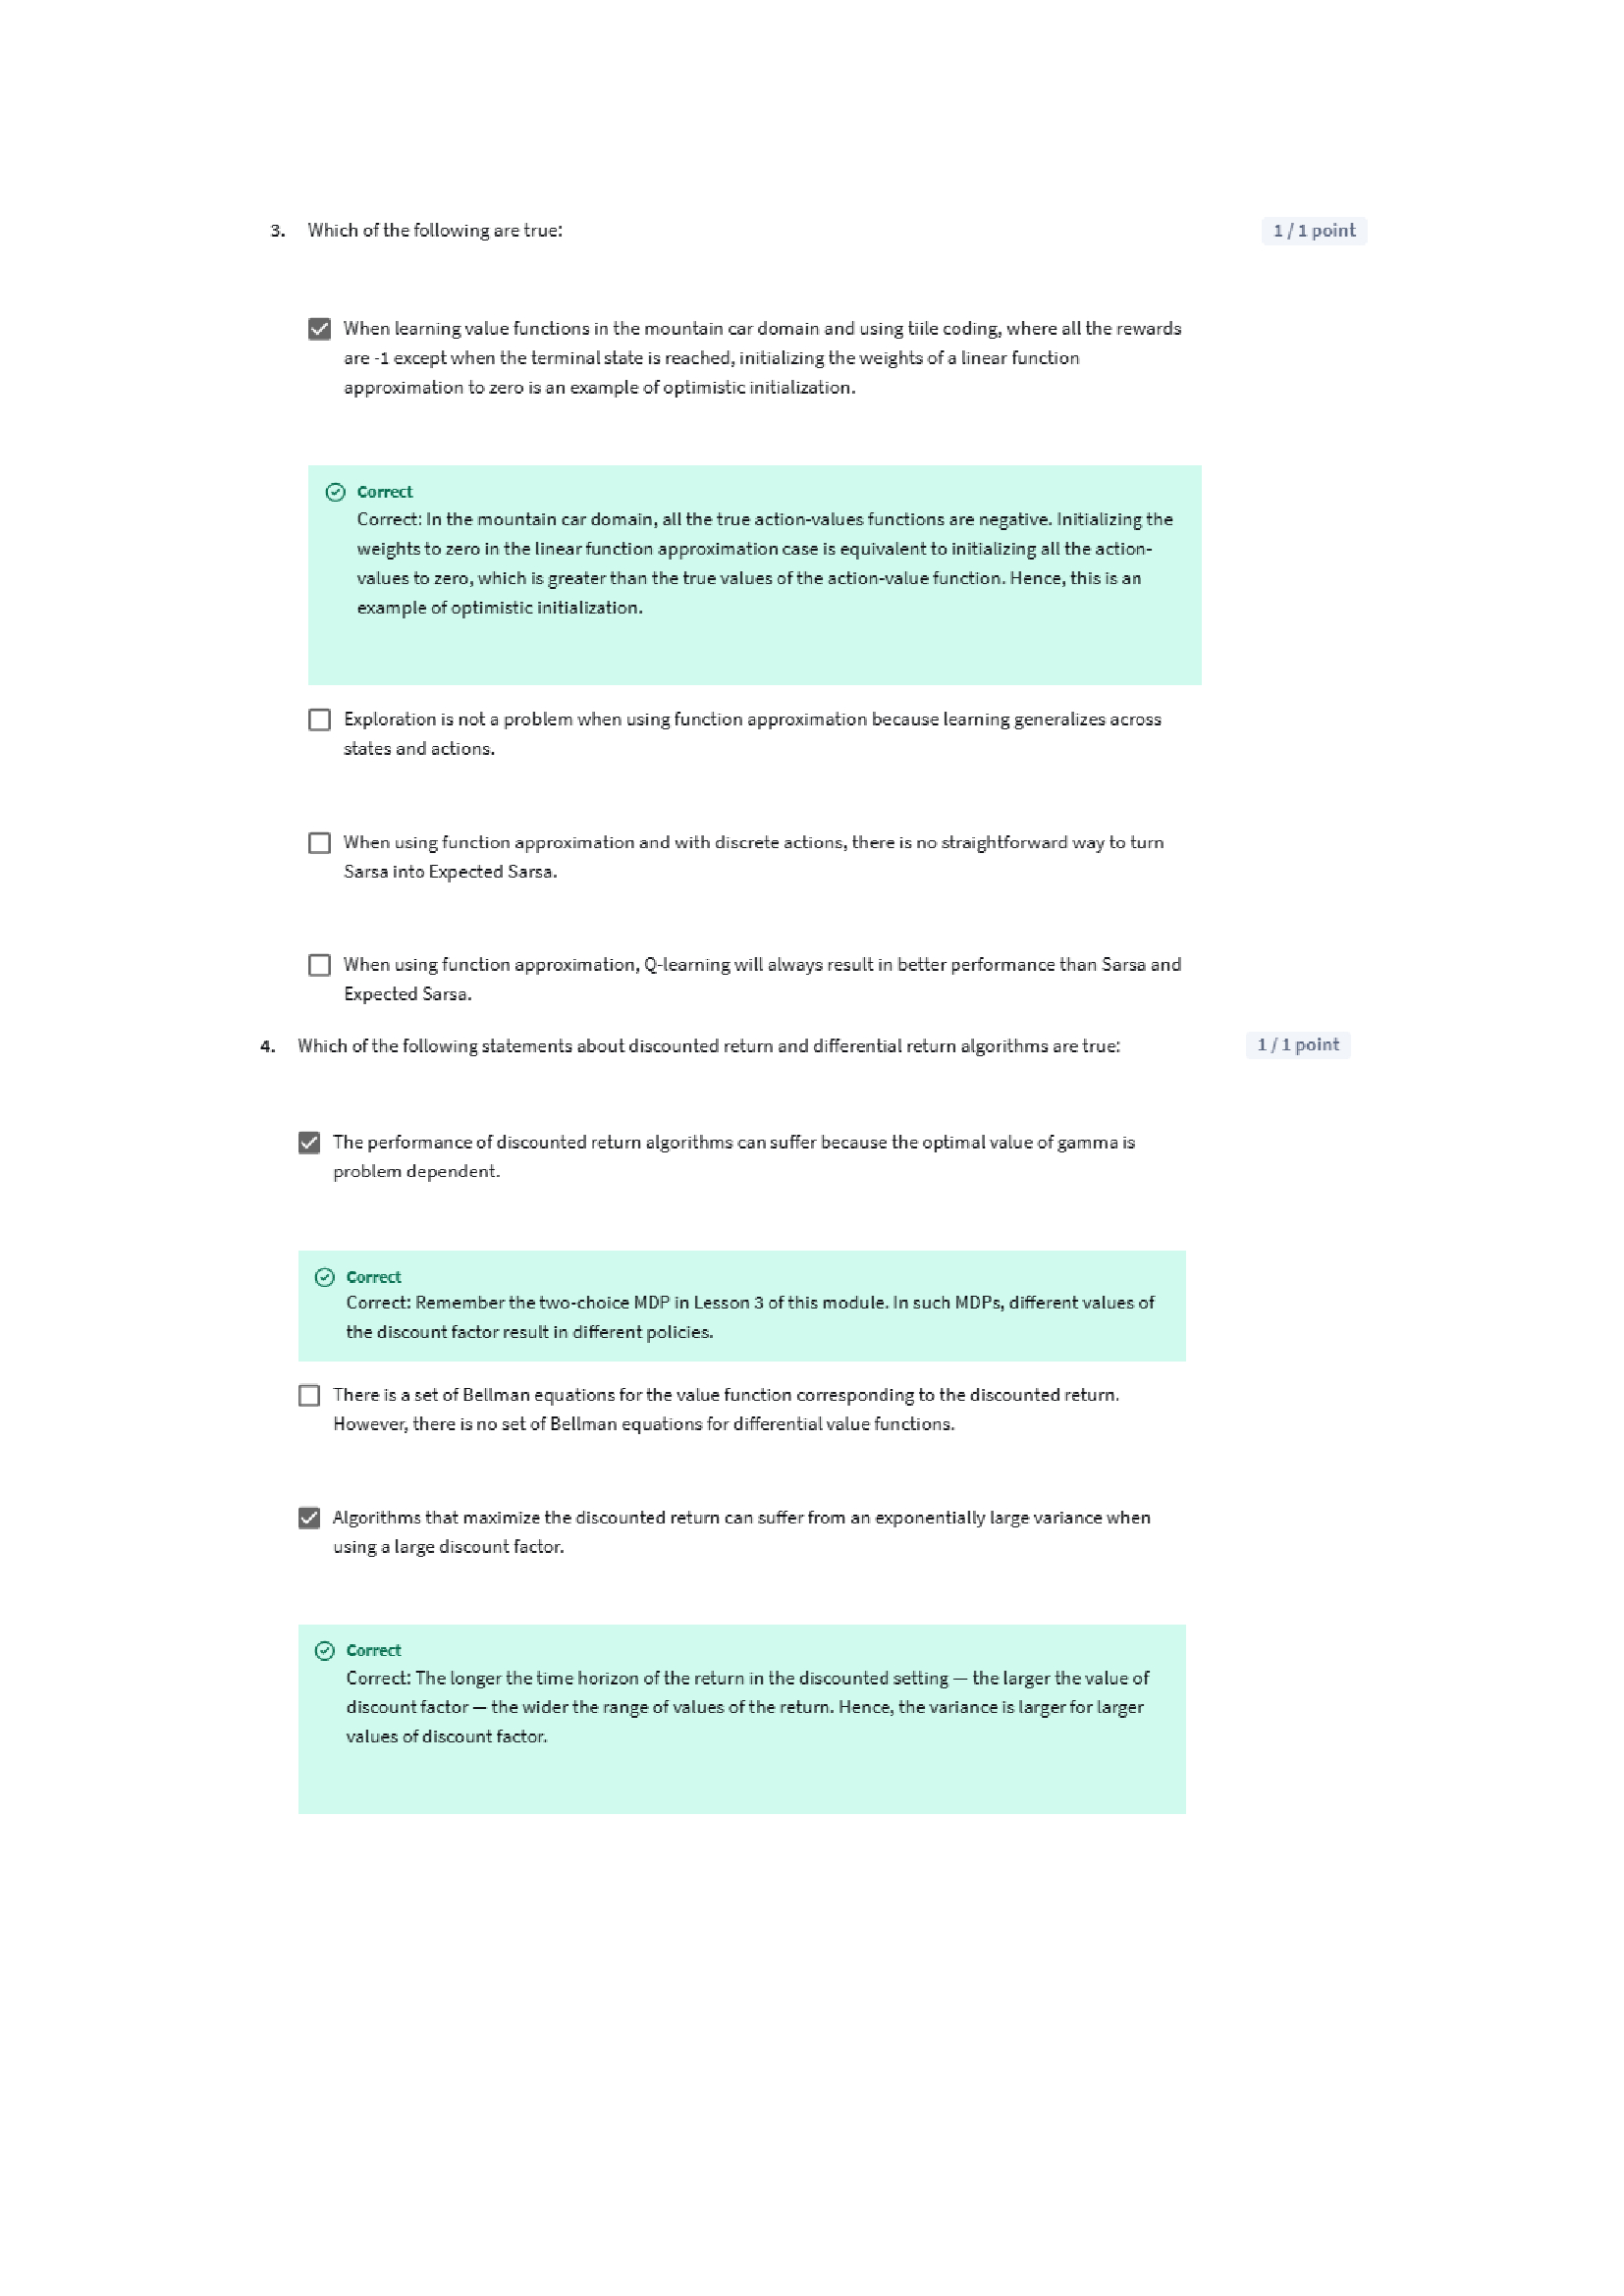 3. Which of the following are true: 1 / 1 point
When learning value functions in the mountain car domain and using tiile coding, where all the rewards
are -1 except when the terminal state is reached, initializing the weights of a linear function
approximation to zero is an example of optimistic initialization.
Correct
Correct: In the mountain car domain, all the true action-values functions are negative. Initializing the
weights to zero in the linear function approximation case is equivalent to initializing all the action-
values to zero, which is greater than the true values of the action-value function. Hence, this is an
example of optimistic initialization.
Exploration is not a problem when using function approximation because learning generalizes across
states and actions.
When using function approximation and with discrete actions, there is no straightforward way to turn
Sarsa into Expected Sarsa.
When using function approximation, Q-learning will always result in better performance than Sarsa and
Expected Sarsa.
4. Which of the following statements about discounted return and differential return algorithms are true: 1 / 1 point
The performance of discounted return algorithms can suffer because the optimal value of gamma is
problem dependent.
Correct
Correct: Remember the two-choice MDP in Lesson 3 of this module. In such MDPs, different values of
the discount factor result in different policies.
There is a set of Bellman equations for the value function corresponding to the discounted return.
However, there is no set of Bellman equations for differential value functions.
Algorithms that maximize the discounted return can suffer from an exponentially large variance when
using a large discount factor.
Correct
Correct: The longer the time horizon of the return in the discounted setting — the larger the value of
discount factor — the wider the range of values of the return. Hence, the variance is larger for larger
values of discount factor.